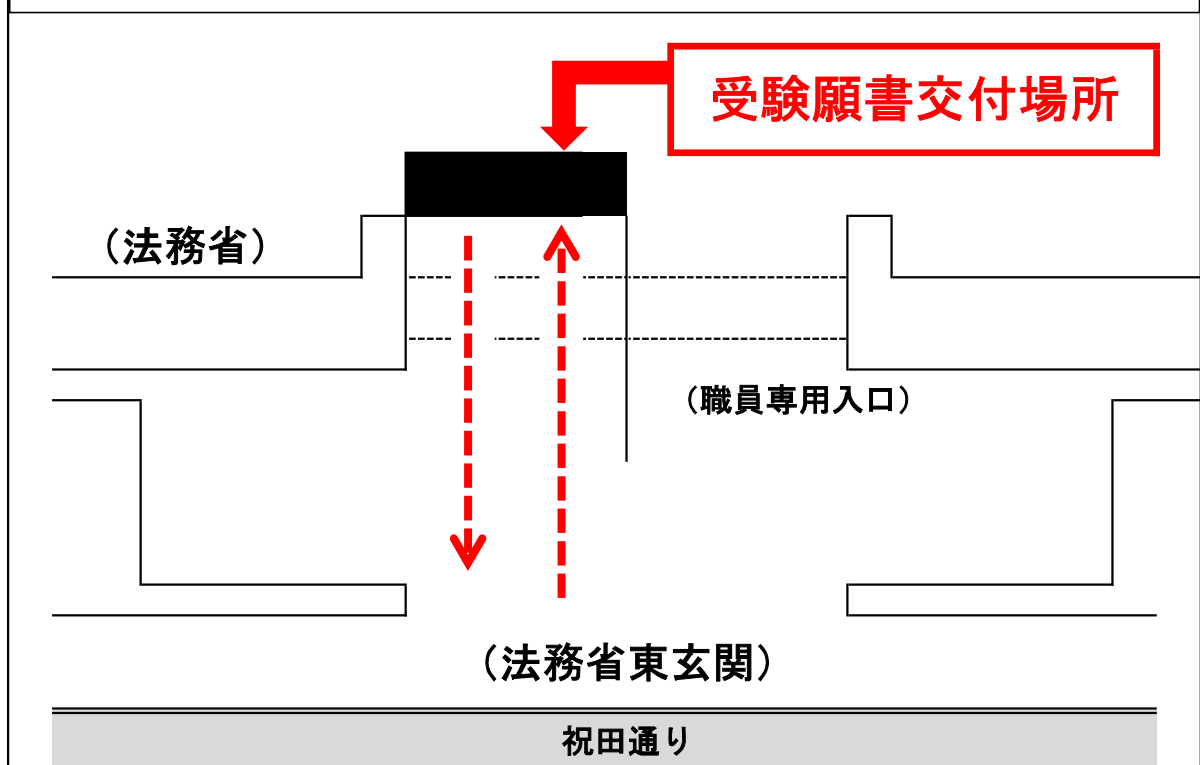 受験願書交付場所
（法務省）
（職員専用入口）
（法務省東玄関）
祝田通り